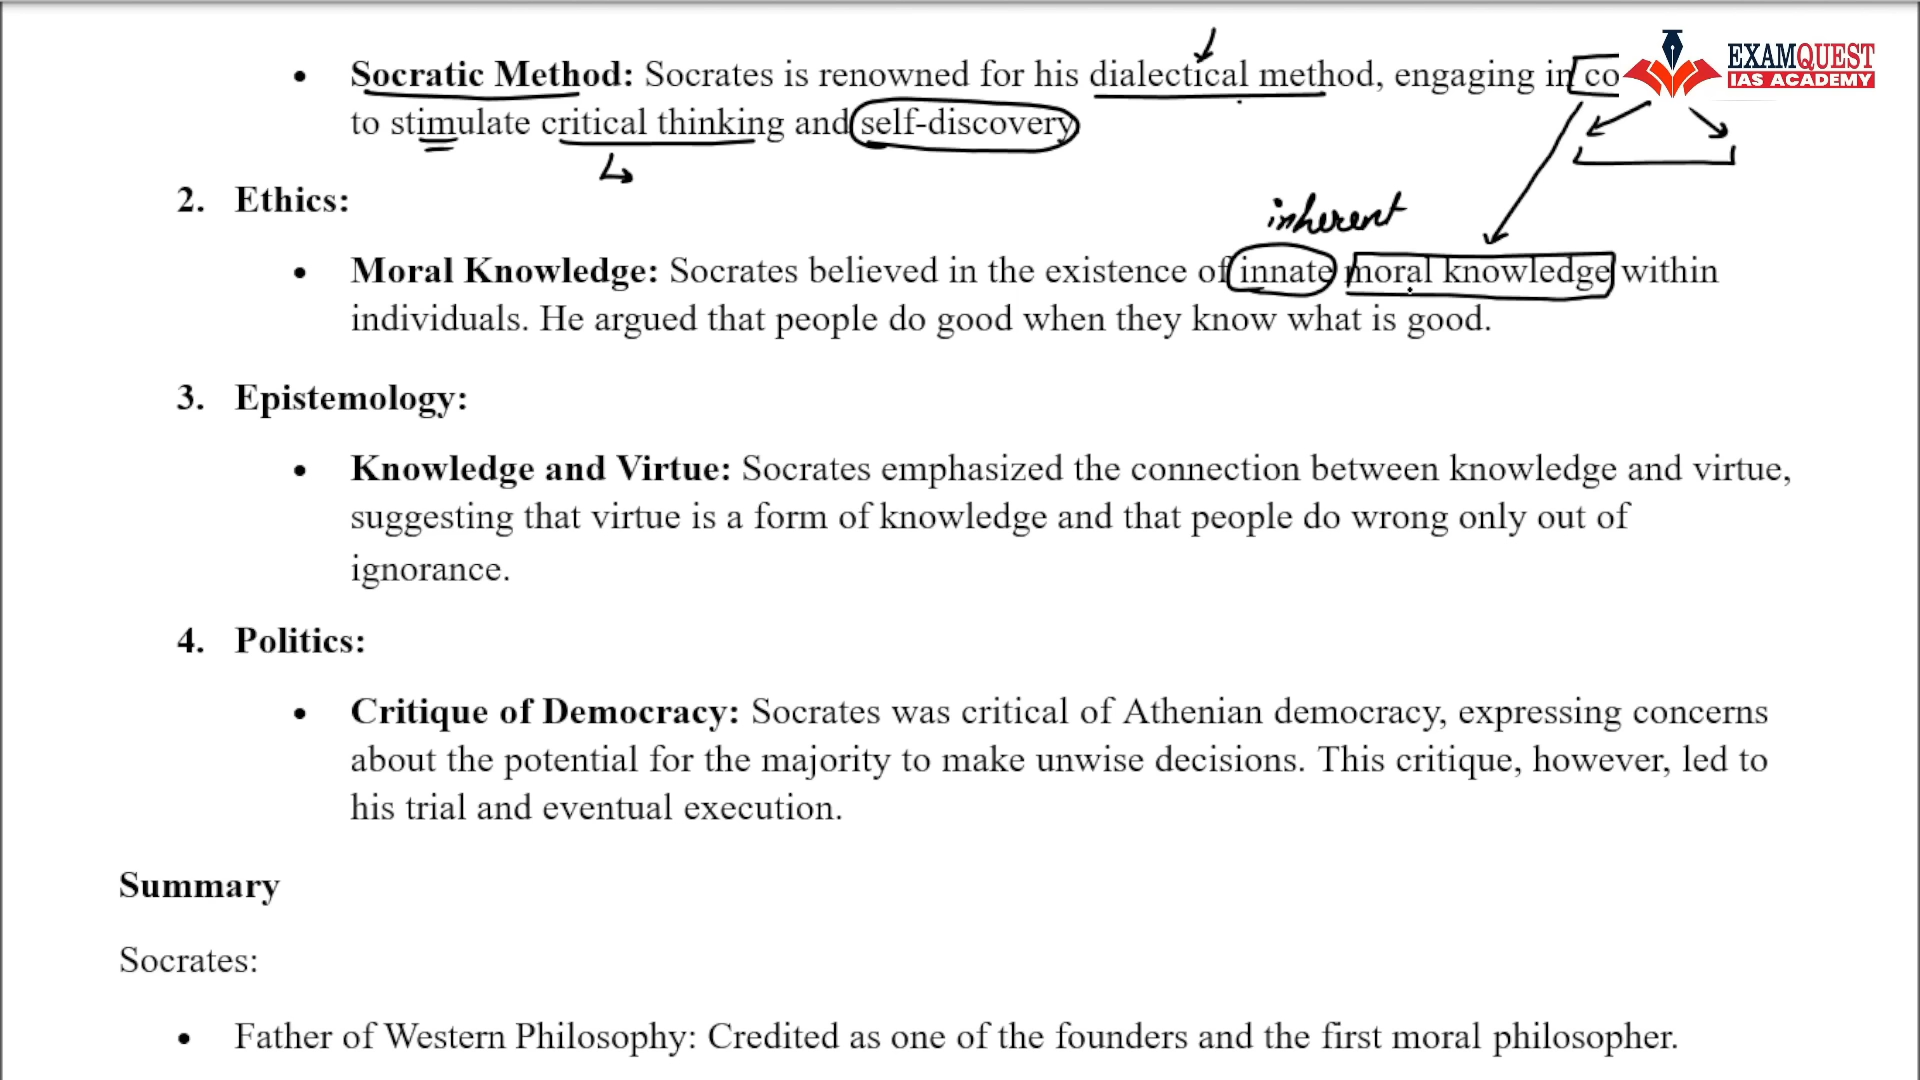 • Socratic Method: Socrates is renowned for his dialectical method, engaging in co
EXAMQUEST
IAS ACADEMY
to stimulate critical thinking and self-discovery
2. Ethics:
inherent
• Moral Knowledge: Socrates believed in the existence of innate moral knowledge within
individuals. He argued that people do good when they know what is good.
3. Epistemology:
• Knowledge and Virtue: Socrates emphasized the connection between knowledge and virtue,
suggesting that virtue is a form of knowledge and that people do wrong only out of
ignorance.
4. Politics:
• Critique of Democracy: Socrates was critical of Athenian democracy, expressing concerns
about the potential for the majority to make unwise decisions. This critique, however, led to
his trial and eventual execution.
Summary
Socrates:
• Father of Western Philosophy: Credited as one of the founders and the first moral philosopher.